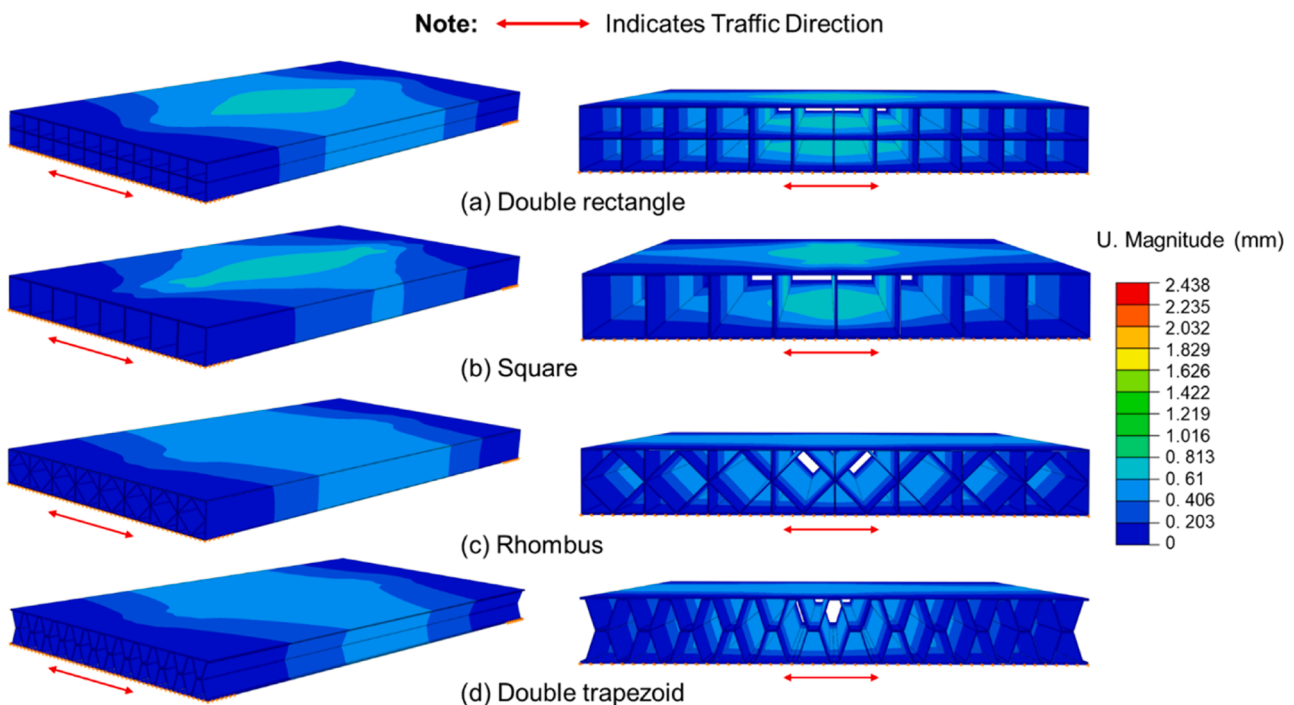 Note: Indicates Traffic Direction
(a) Double rectangle
(b) Square
U. Magnitude (mm)
2.438
2.235
2.032
1.829
1.626
1.422
1.219
1.016
0.813
0.61
0.406
0.203
0
(c) Rhombus
(d) Double trapezoid